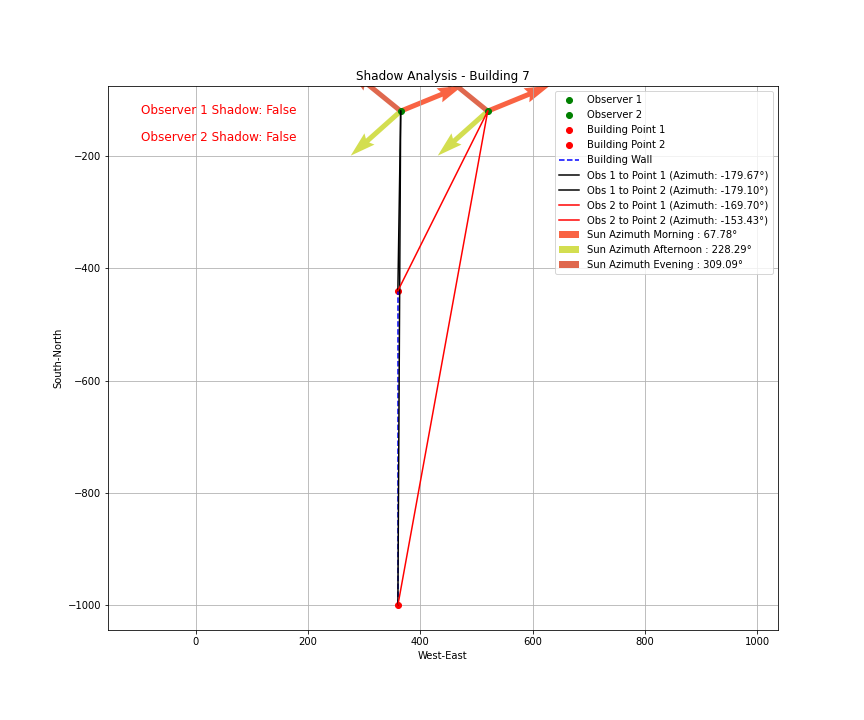 Shadow Analysis - Building 7
Observer 1 Shadow: False
Observer 2 Shadow: False
Observer 1
Observer 2
Building Point 1
Building Point 2
Building Wall
Obs 1 to Point 1 (Azimuth: -179.67°)
Obs 1 to Point 2 (Azimuth: -179.10°)
Obs 2 to Point 1 (Azimuth: -169.70°)
Obs 2 to Point 2 (Azimuth: -153.43°)
Sun Azimuth Morning : 67.78°
Sun Azimuth Afternoon : 228.29°
Sun Azimuth Evening : 309.09°
South-North
−200
−400
−600
−800
−1000
0
200
400
600
800
1000
West-East